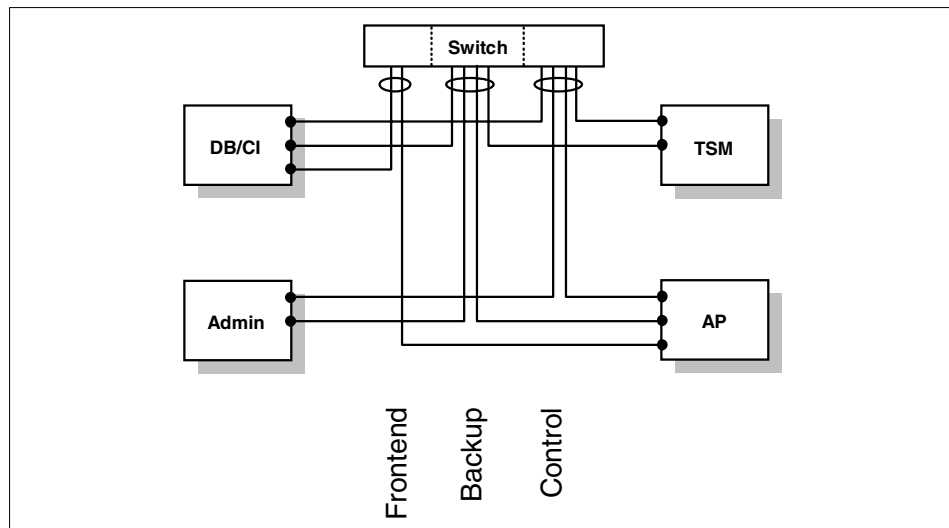 Switch
DB/CI
TSM
Admin
AP
Frontend
Backup
Control